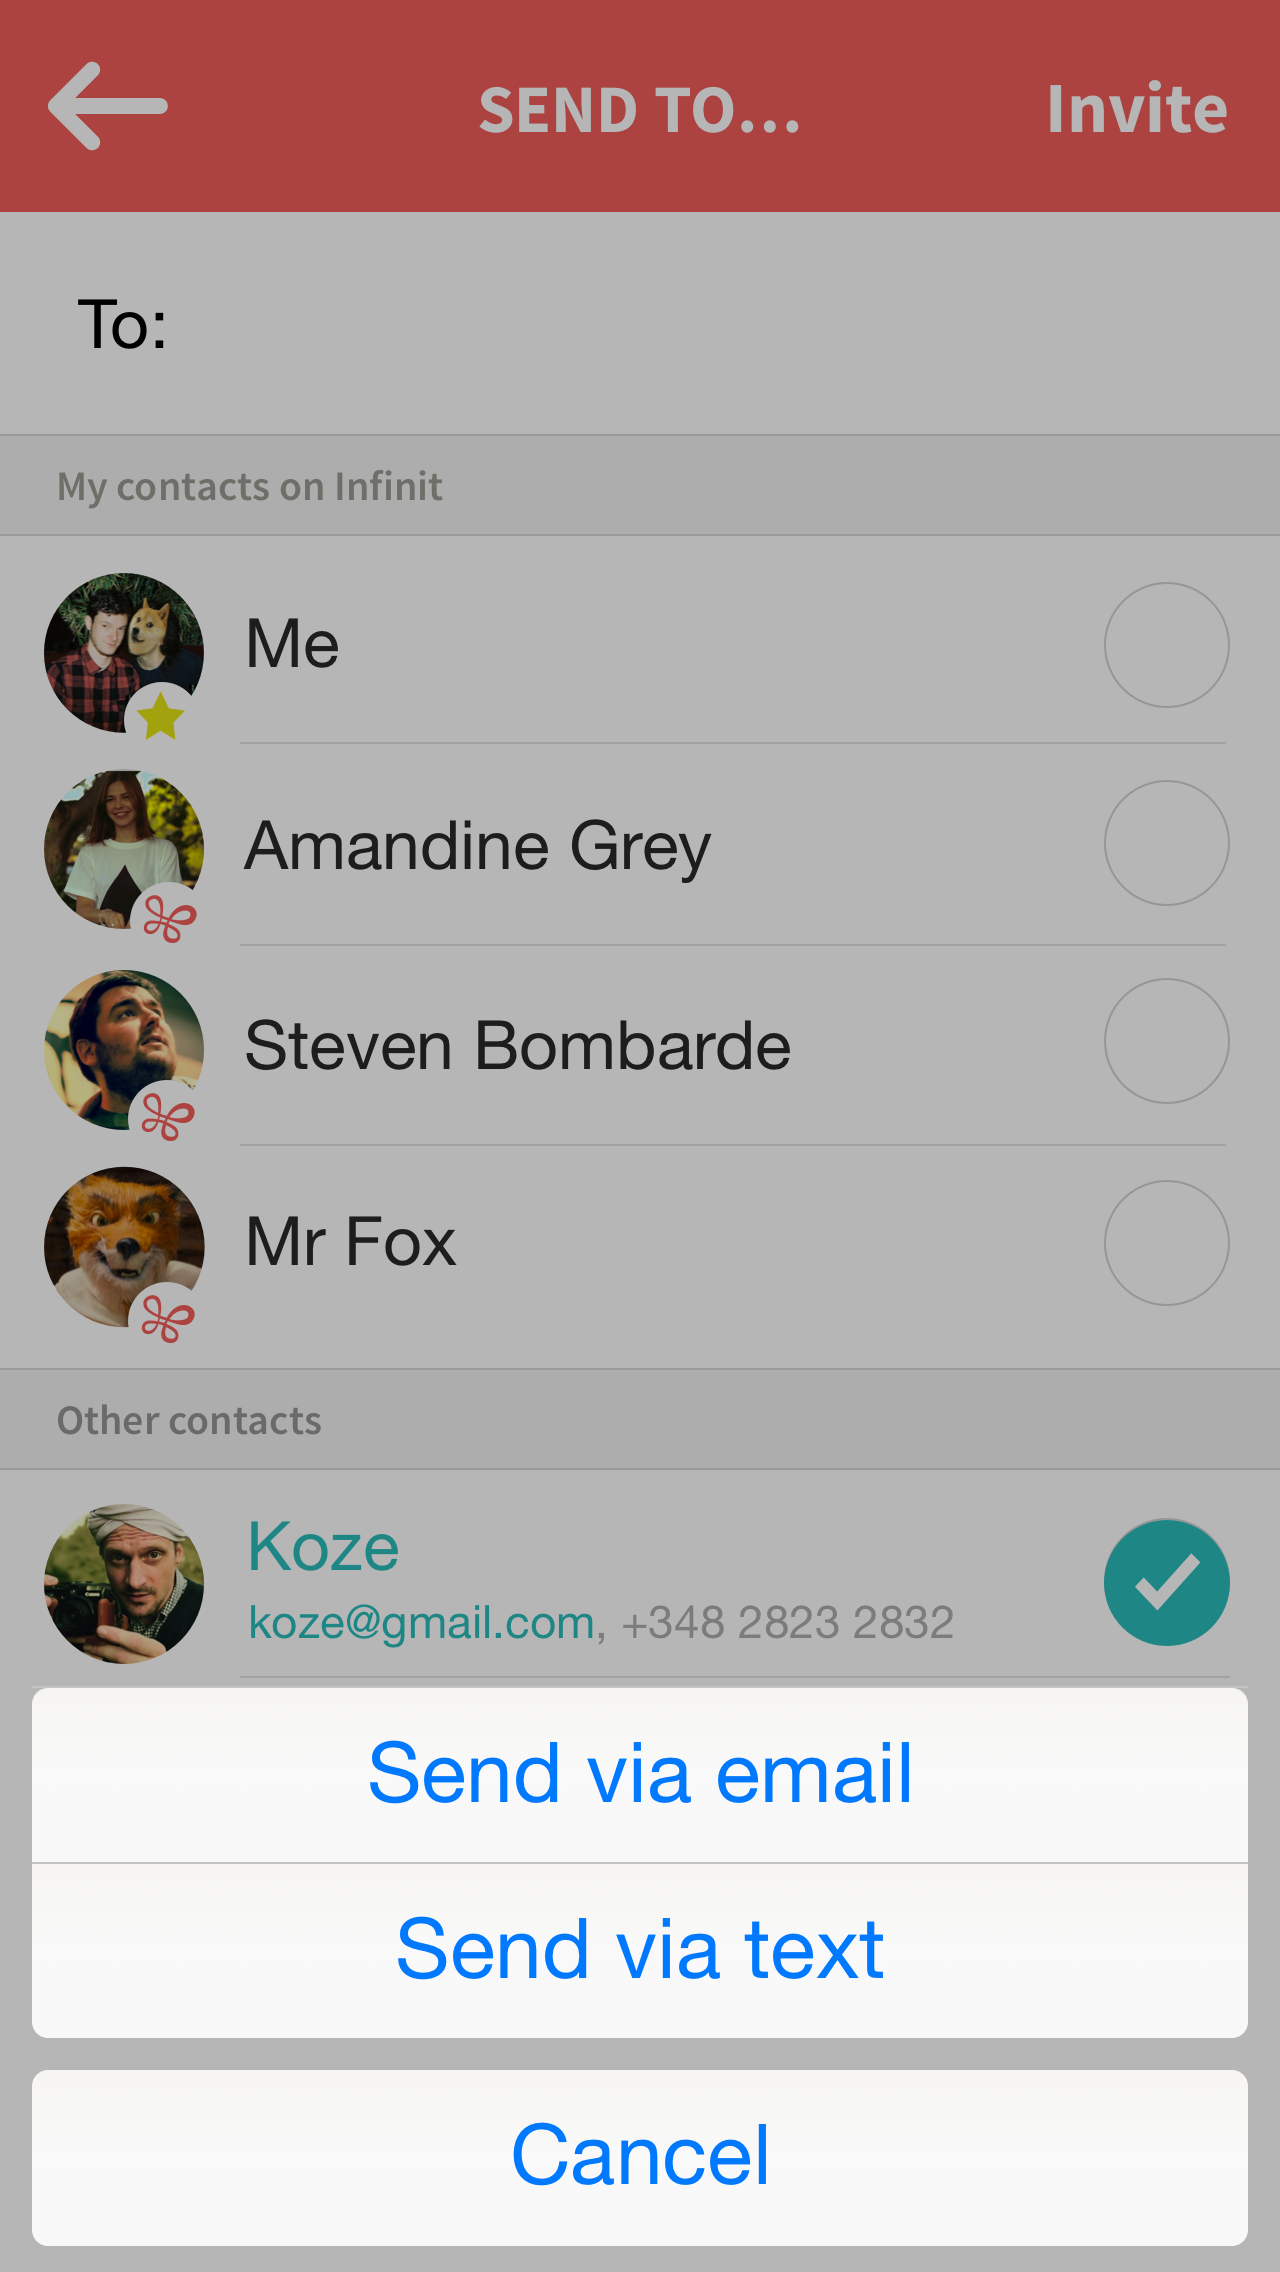 SEND TO...
Invite
To:
My contacts on Infinit
Me
Amandine Grey
Steven Bombarde
Mr Fox
Other contacts
Koze
koze@gmail.com, +348 2823 2832
Send via email
Send via text
Cancel